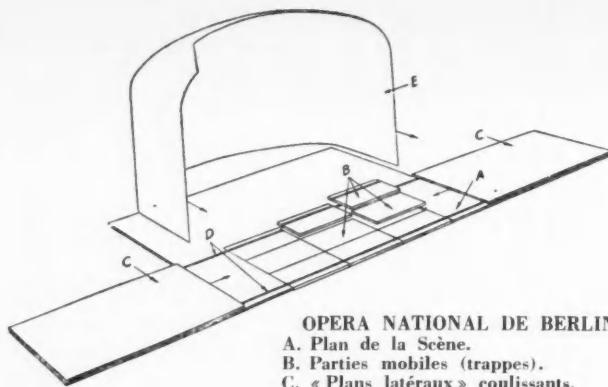 E
C
B
A
D
C
OPERA NATIONAL DE BERLIN
A. Plan de la Scène.
B. Parties mobiles (trappes).
C. « Plans latéraux » coulissants.